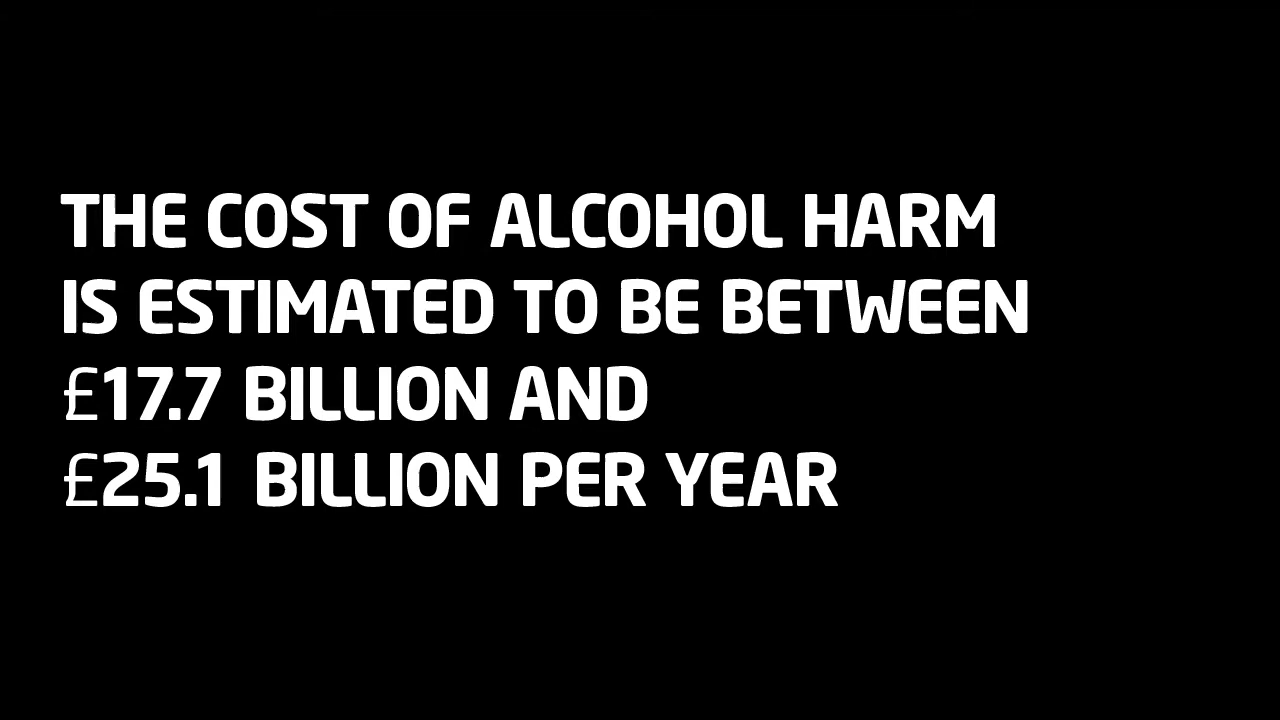 THE COST OF ALCOHOL HARM
IS ESTIMATED TO BE BETWEEN
£17.7 BILLION AND
£25.1 BILLION PER YEAR